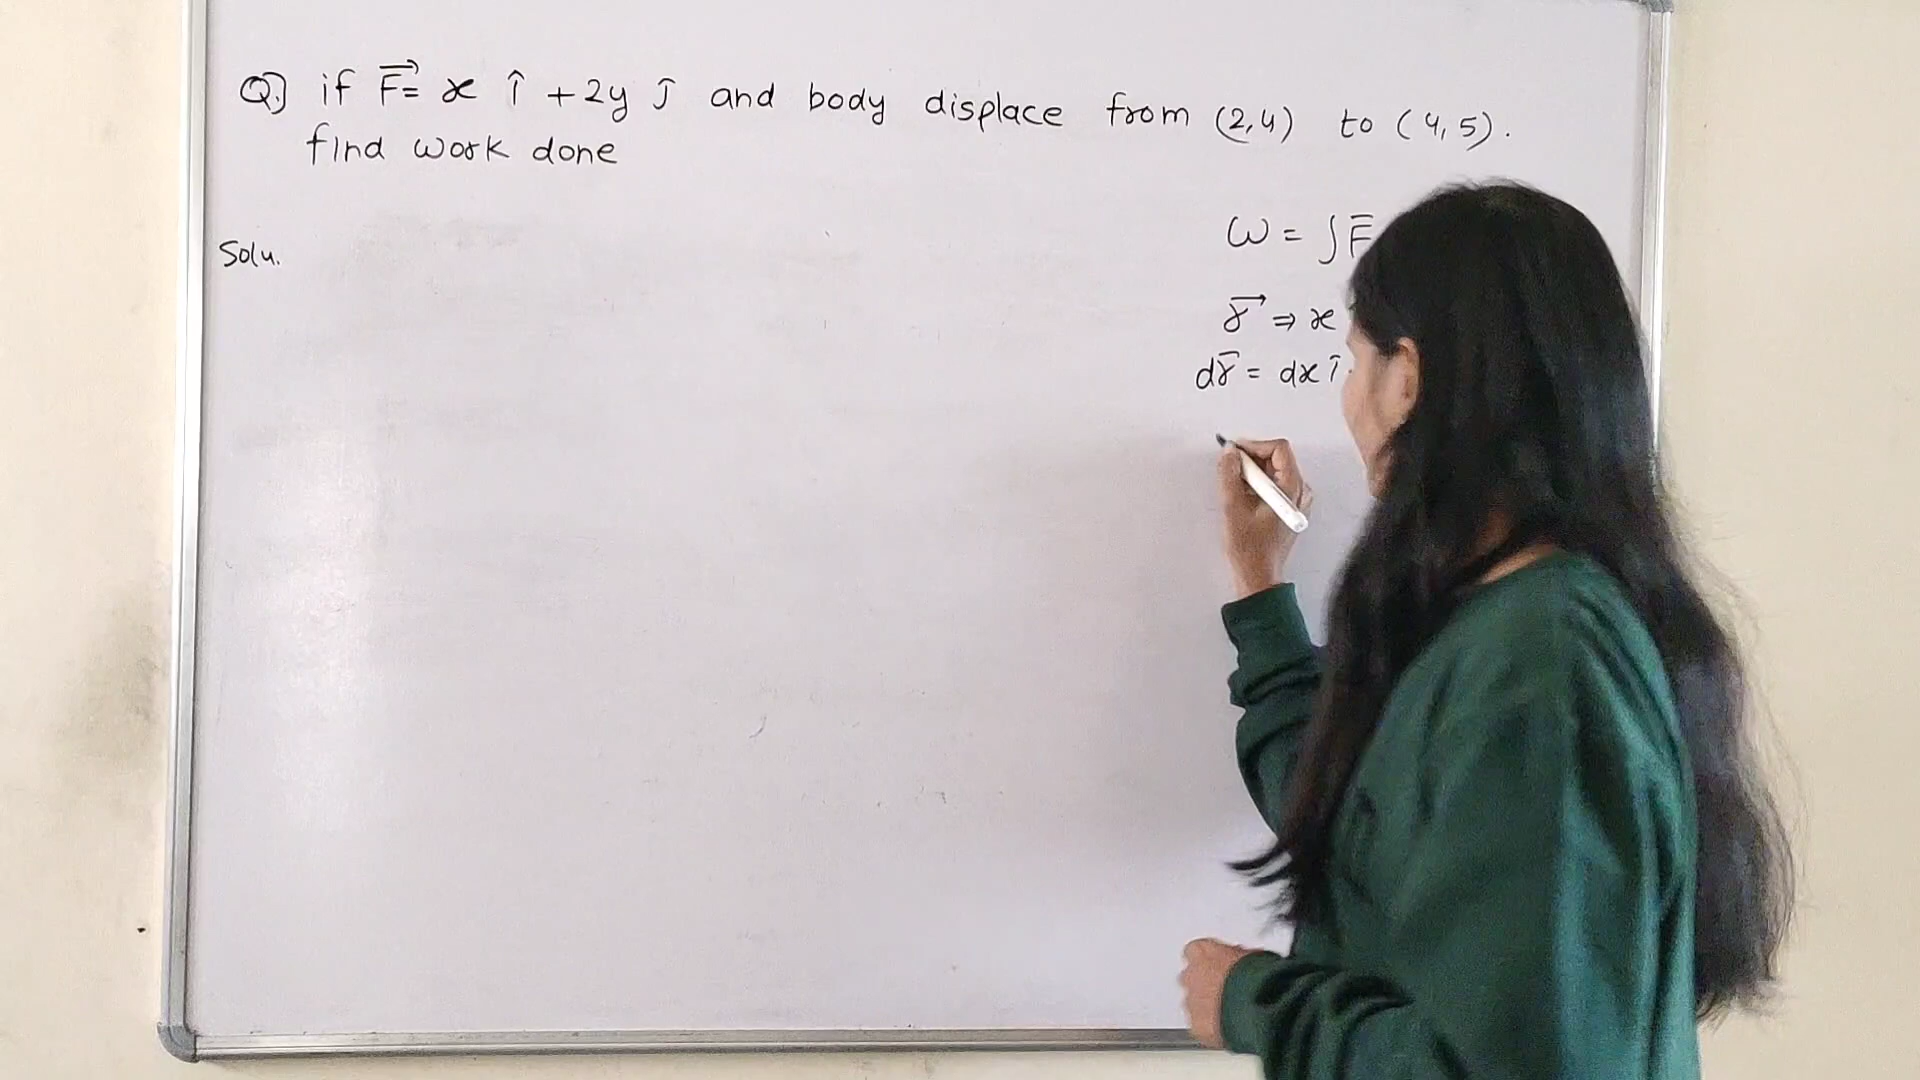 Q.) if F⃗= x î + 2y ĵ and body displace from (2,4) to (4,5).
find work done
Solu.
W = ∫F̄
r⃗ ⇒ x
dr̄ = dx î